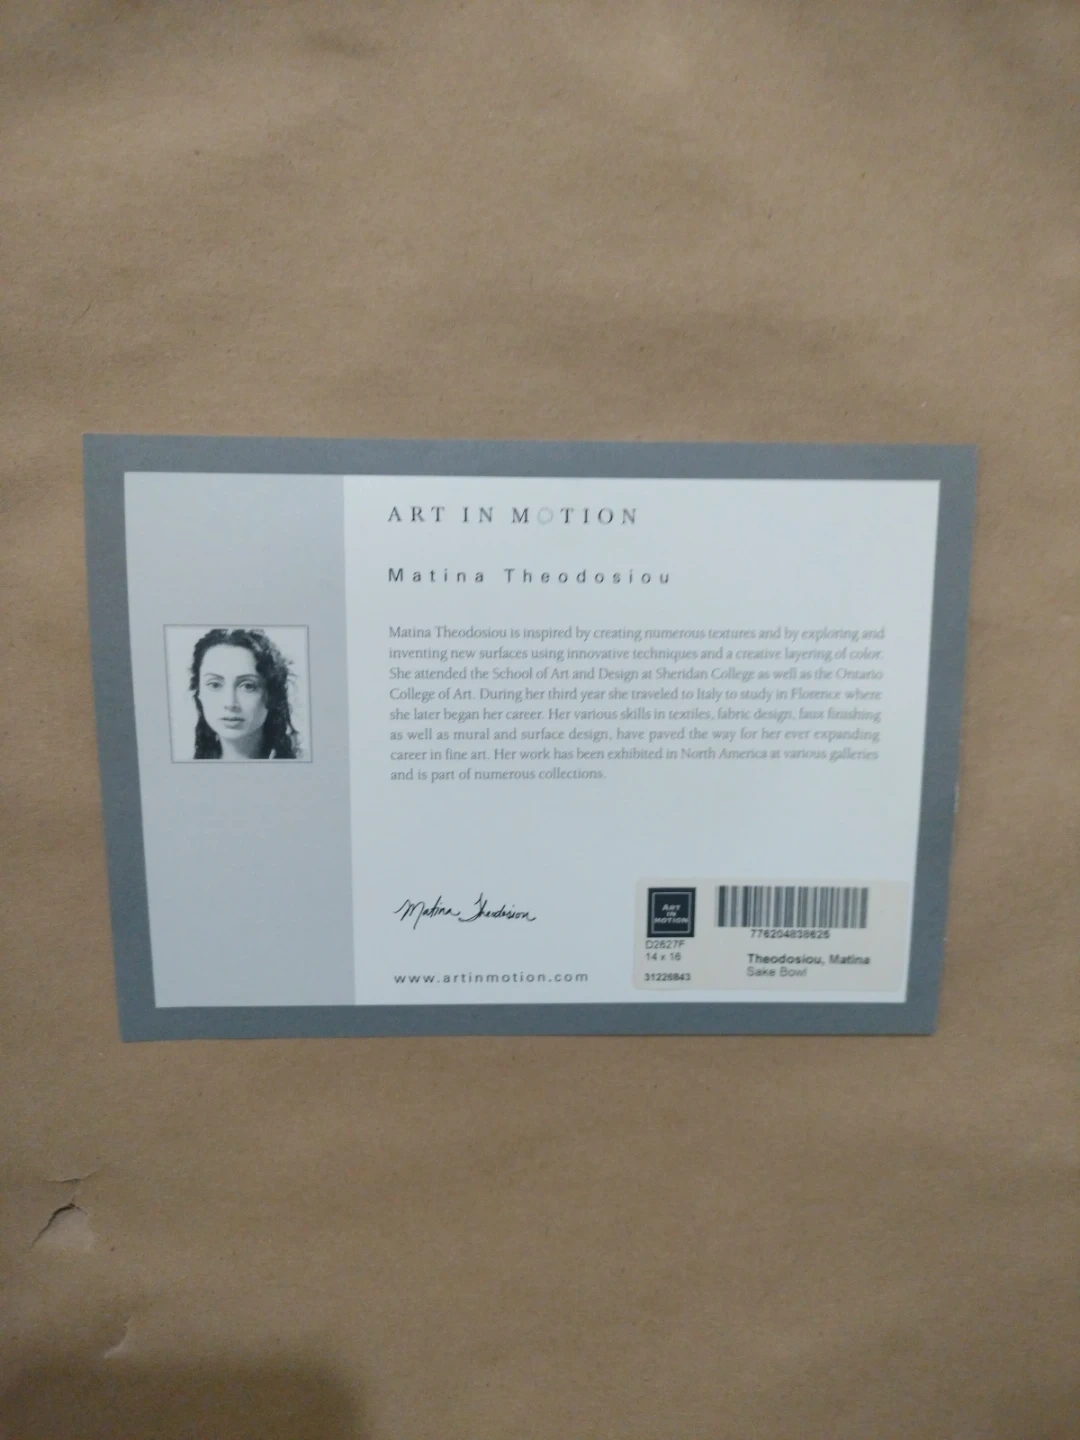 ART IN MOTION
Matina Theodosiou
Matina Theodosiou is inspired by creating numerous textures and by exploring and
inventing new surfaces using innovative techniques and a creative layering of color.
She attended the School of Art and Design at Sheridan College as well as the Ontario
College of Art. During her third year she traveled to Italy to study in Florence where
she later began her career. Her various skills in textiles, fabric design, faux finishing
as well as mural and surface design, have paved the way for her ever expanding
career in fine art. Her work has been exhibited in North America at various galleries
and is part of numerous collections.
Matina Theodosiou
www.artinmotion.com
ART
IN
MOTION
D2627F
14 x 16
31226843
776204838625
Theodosiou, Matina
Sake Bowl